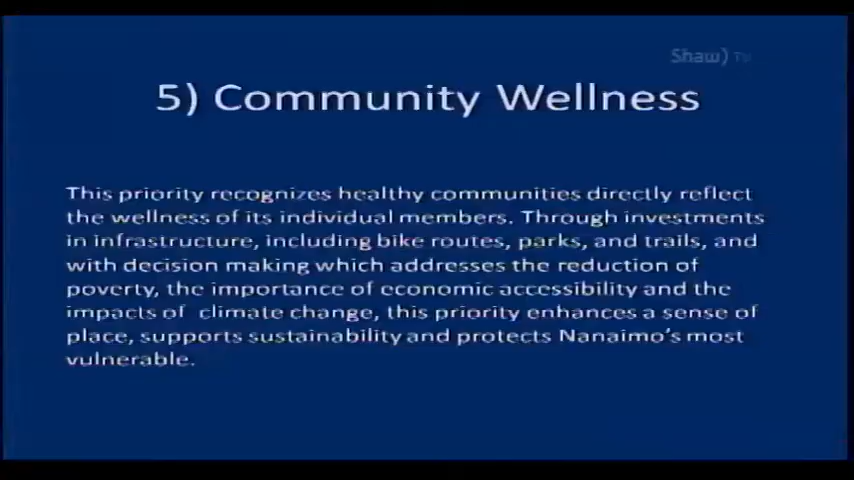 Shaw) TV
5) Community Wellness
This priority recognizes healthy communities directly reflect
the wellness of its individual members. Through investments
in infrastructure, including bike routes, parks, and trails, and
with decision making which addresses the reduction of
poverty, the importance of economic accessibility and the
impacts of climate change, this priority enhances a sense of
place, supports sustainability and protects Nanaimo's most
vulnerable.